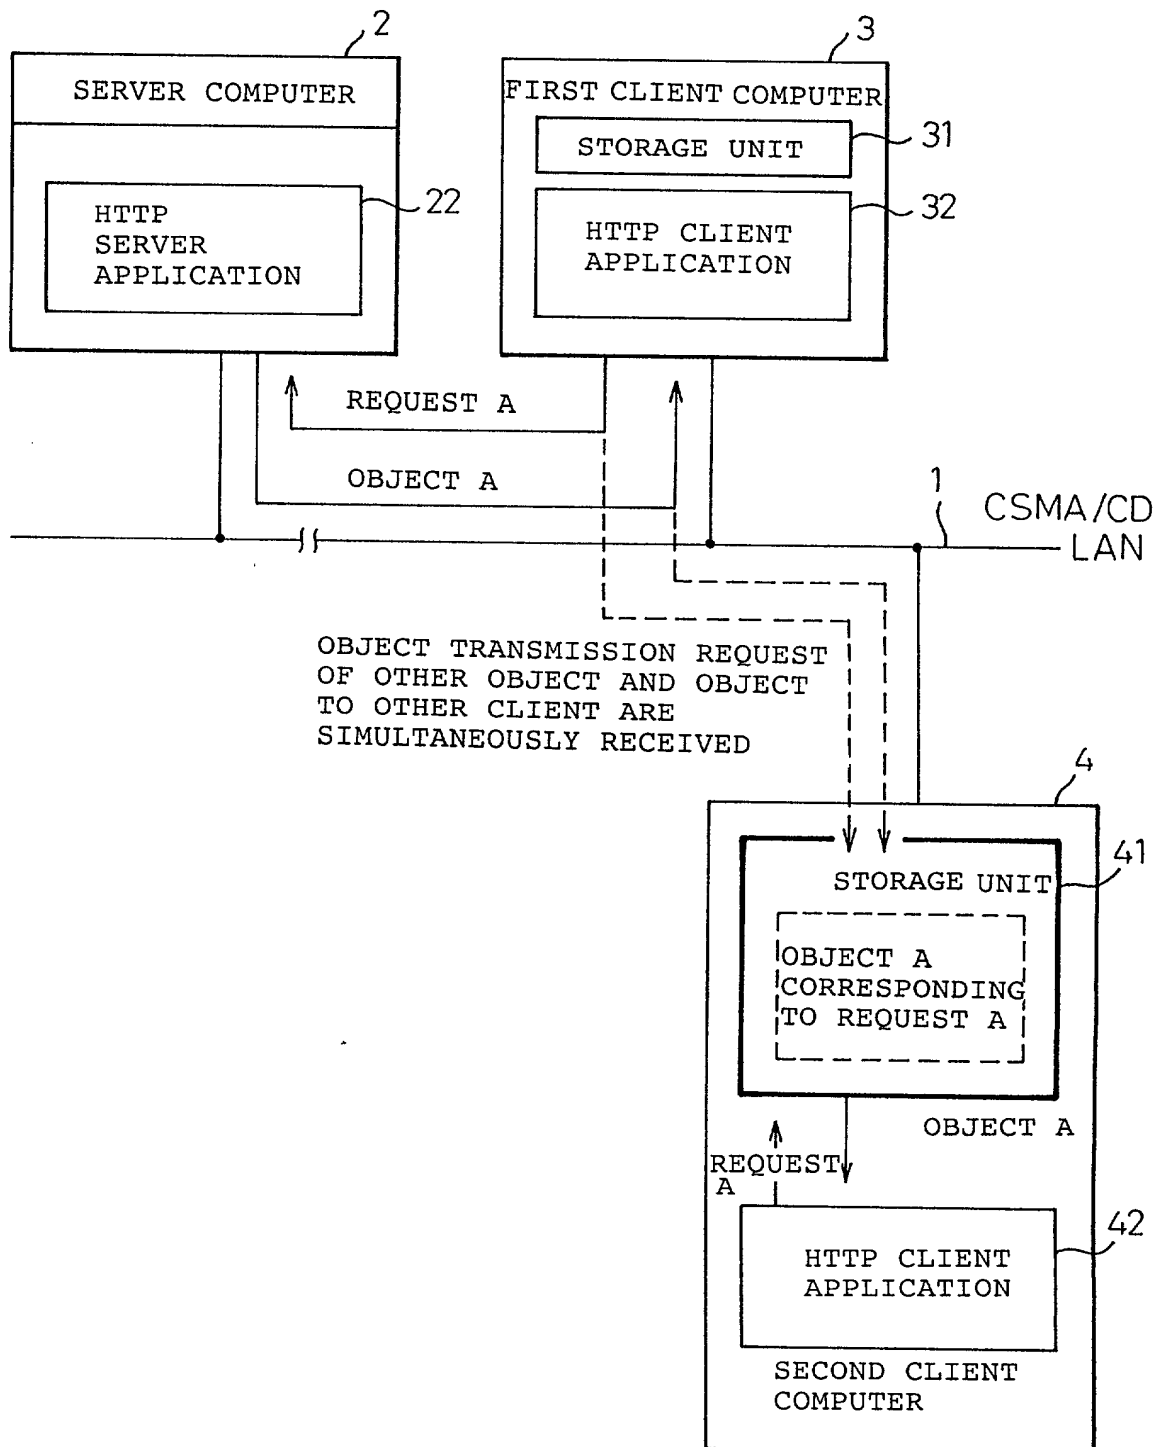 2
SERVER COMPUTER
HTTP
SERVER
APPLICATION
22
3
FIRST CLIENT COMPUTER
STORAGE UNIT
31
HTTP CLIENT
APPLICATION
32
REQUEST A
OBJECT A
1
CSMA/CD
LAN
OBJECT TRANSMISSION REQUEST
OF OTHER OBJECT AND OBJECT
TO OTHER CLIENT ARE
SIMULTANEOUSLY RECEIVED
4
STORAGE UNIT
41
OBJECT A
CORRESPONDING
TO REQUEST A
OBJECT A
REQUEST
A
HTTP CLIENT
APPLICATION
42
SECOND CLIENT
COMPUTER